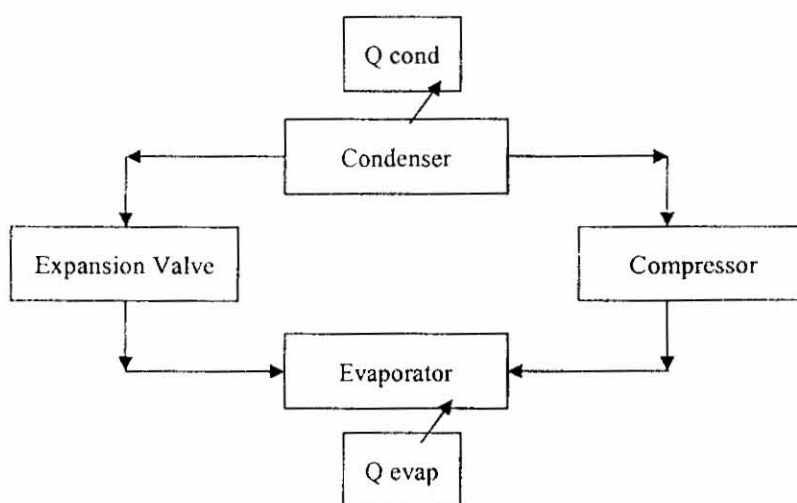 Q cond
Condenser
Expansion Valve
Compressor
Evaporator
Q evap